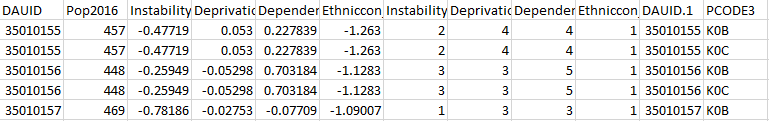 DAUID Pop2016 Instability Deprivatio Depender Ethniccon Instability Deprivatio Depender Ethniccon DAUID.1 PCODE3
35010155 457 -0.47719 0.053 0.227839 -1.263 2 4 4 1 35010155 K0B
35010155 457 -0.47719 0.053 0.227839 -1.263 2 4 4 1 35010155 K0C
35010156 448 -0.25949 -0.05298 0.703184 -1.1283 3 3 5 1 35010156 K0B
35010156 448 -0.25949 -0.05298 0.703184 -1.1283 3 3 5 1 35010156 K0C
35010157 469 -0.78186 -0.02753 -0.07709 -1.09007 1 3 3 1 35010157 K0B